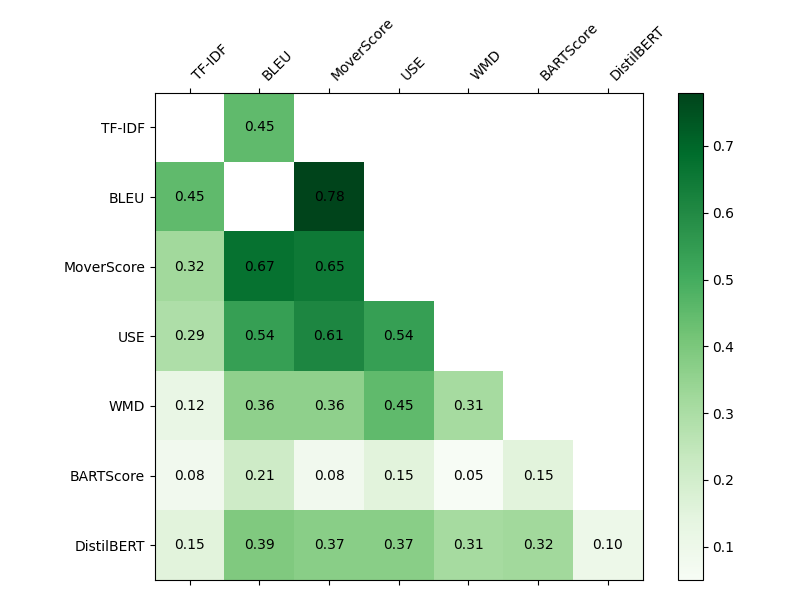 TF-IDF BLEU MoverScore USE WMD BARTScore DistilBERT
TF-IDF 0.45
BLEU 0.45 0.78
MoverScore 0.32 0.67 0.65
USE 0.29 0.54 0.61 0.54
WMD 0.12 0.36 0.36 0.45 0.31
BARTScore 0.08 0.21 0.08 0.15 0.05 0.15
DistilBERT 0.15 0.39 0.37 0.37 0.31 0.32 0.10
0.7
0.6
0.5
0.4
0.3
0.2
0.1